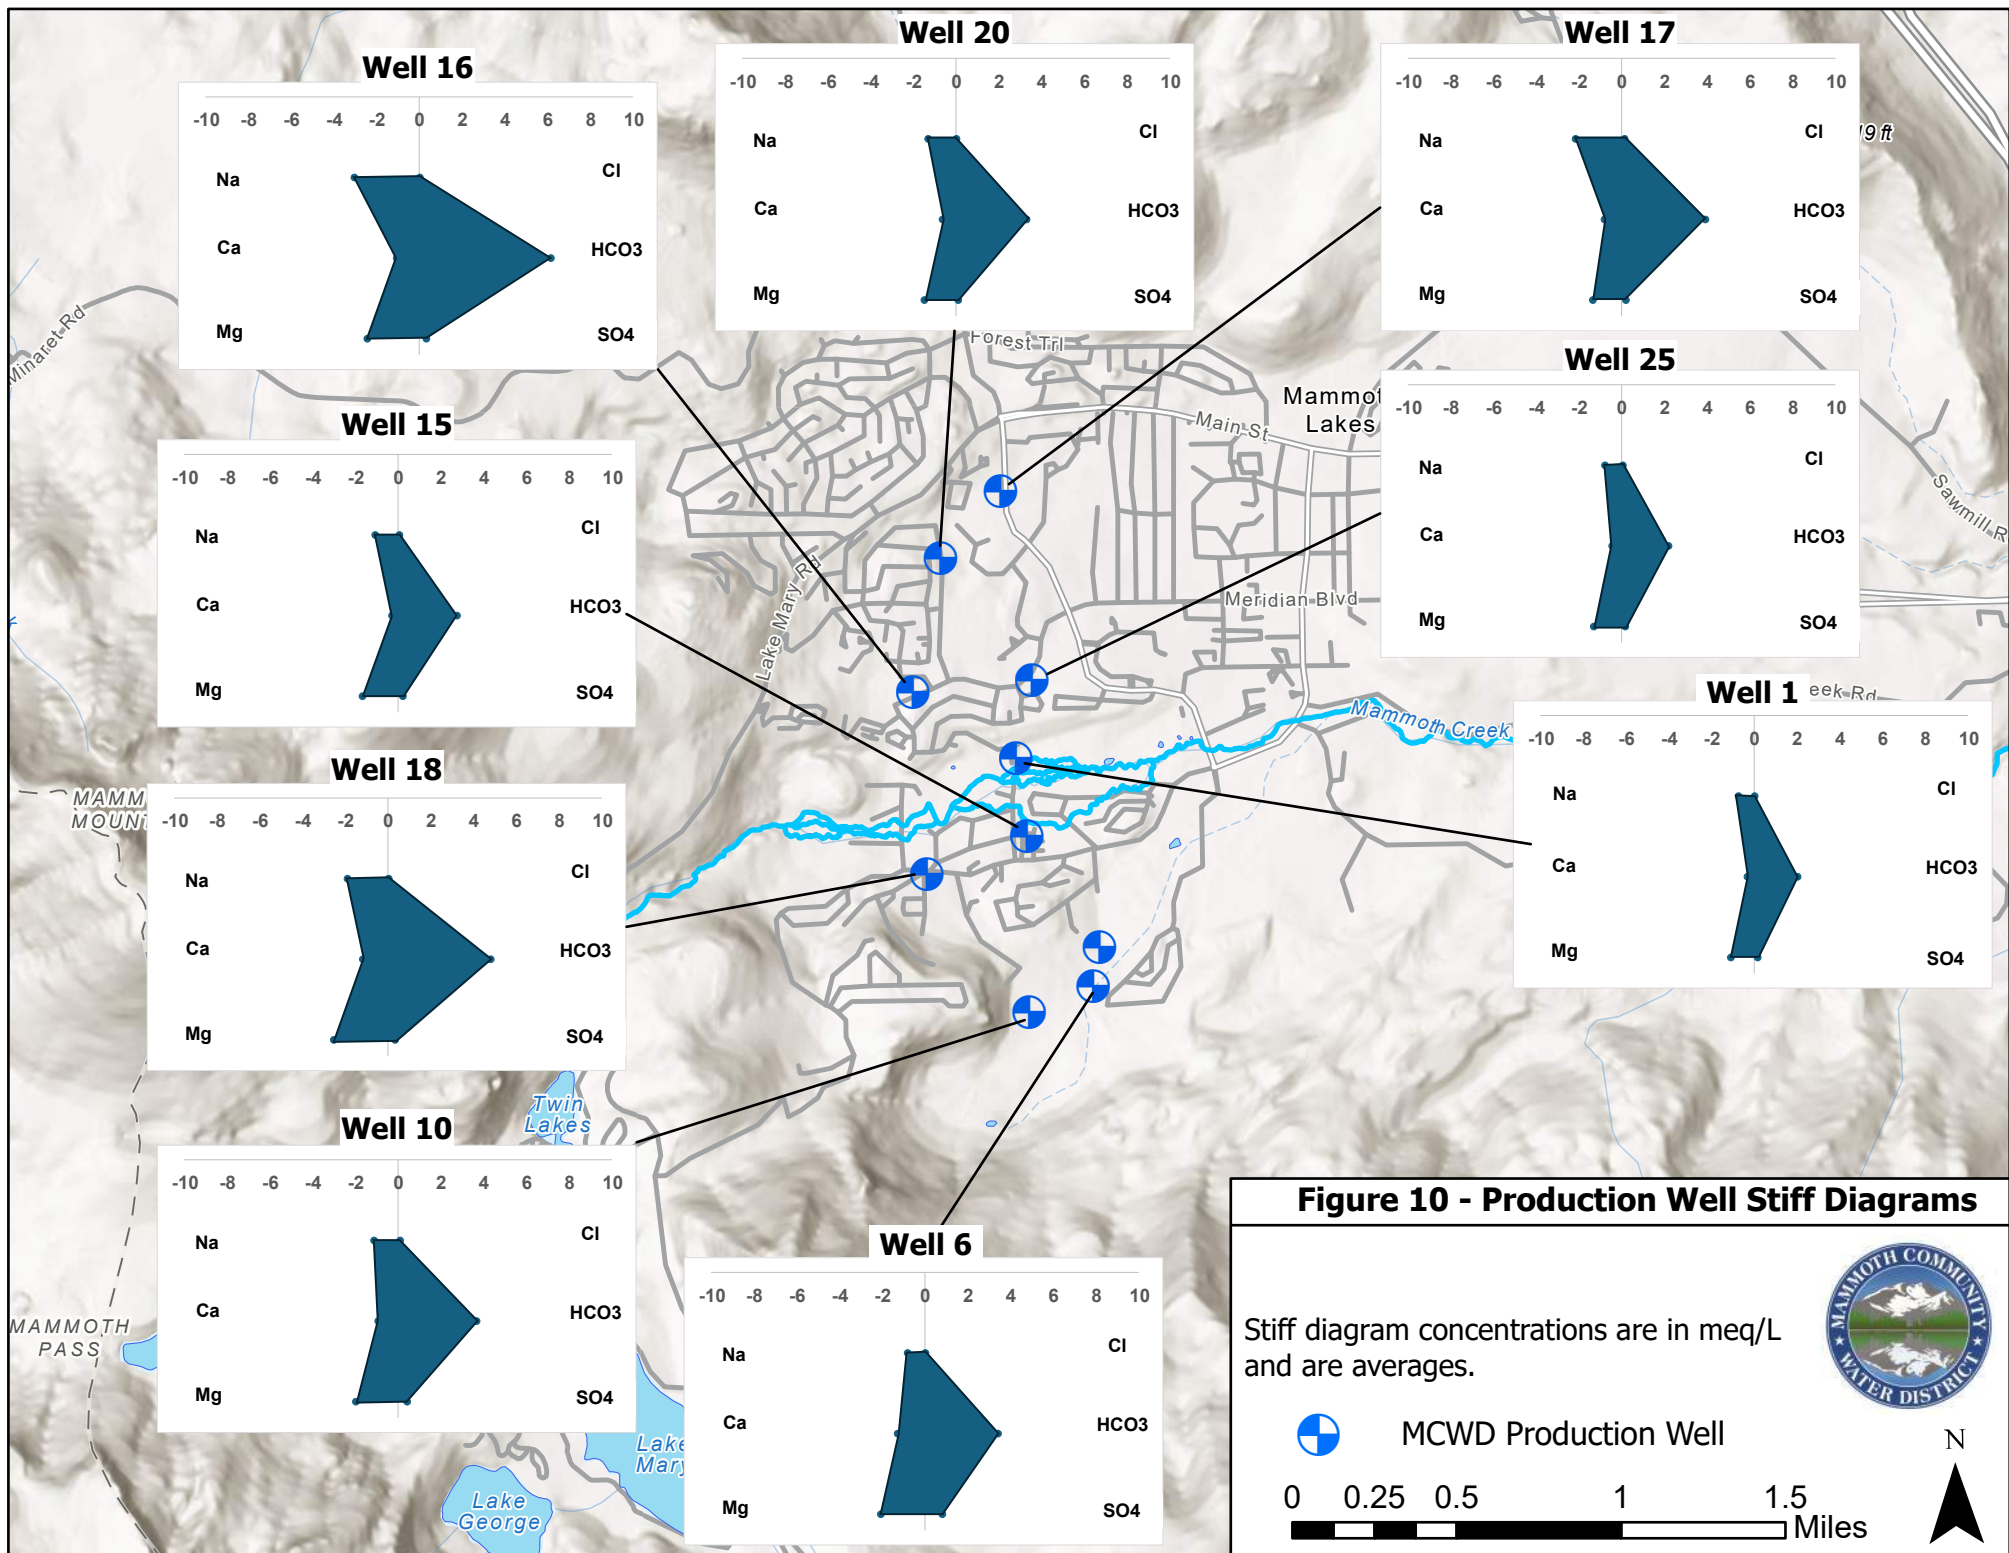 Well 20
-10 -8 -6 -4 -2 0 2 4 6 8 10
Na
Cl
Ca
HCO3
Mg
SO4
Well 17
-10 -8 -6 -4 -2 0 2 4 6 8 10
Na
Cl
Ca
HCO3
Mg
SO4
9 ft
Well 16
-10 -8 -6 -4 -2 0 2 4 6 8 10
Na
Cl
Ca
HCO3
Mg
SO4
Minaret Rd
Forest Trl
Well 25
-10 -8 -6 -4 -2 0 2 4 6 8 10
Na
Cl
Ca
HCO3
Mg
SO4
Mammot
Lakes
Main St
Sawmill R
Well 15
-10 -8 -6 -4 -2 0 2 4 6 8 10
Na
Cl
Ca
HCO3
Mg
SO4
Lake Mary Rd
Meridian Blvd
Well 1
-10 -8 -6 -4 -2 0 2 4 6 8 10
Na
Cl
Ca
HCO3
Mg
SO4
eek Rd
Mammoth Creek
Well 18
-10 -8 -6 -4 -2 0 2 4 6 8 10
Na
Cl
Ca
HCO3
Mg
SO4
MAMM
MOUNT
Twin
Lakes
Well 10
-10 -8 -6 -4 -2 0 2 4 6 8 10
Na
Cl
Ca
HCO3
Mg
SO4
MAMMOTH
PASS
Well 6
-10 -8 -6 -4 -2 0 2 4 6 8 10
Na
Cl
Ca
HCO3
Mg
SO4
Lake
Mary
Lake
George
Figure 10 - Production Well Stiff Diagrams
Stiff diagram concentrations are in meq/L
and are averages.
MAMMOTH COMMUNITY
WATER DISTRICT
MCWD Production Well
N
0 0.25 0.5 1 1.5
Miles